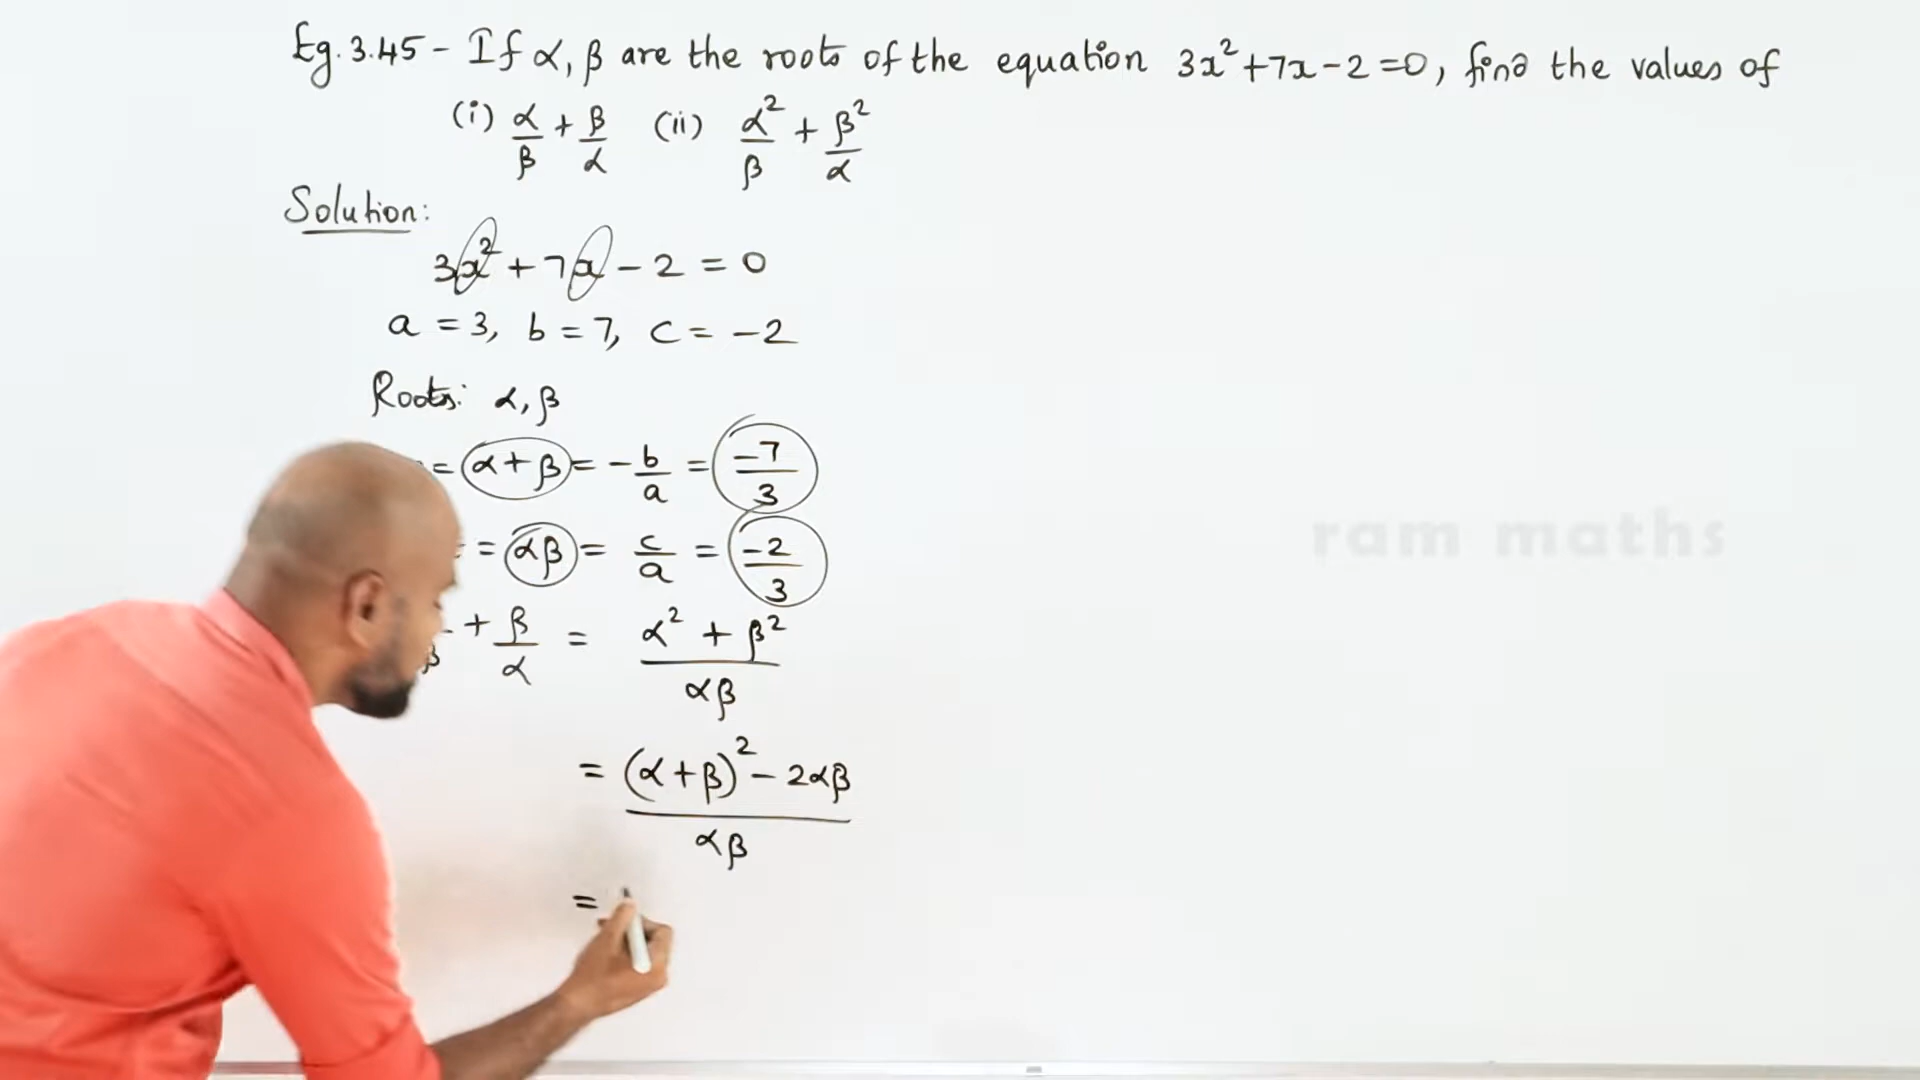 Eg. 3.45 - If α, β are the roots of the equation 3x²+7x-2=0, find the values of
(i) α/β + β/α (ii) α²/β + β²/α
Solution:
3x² + 7x - 2 = 0
a = 3, b = 7, c = -2
Roots: α, β
= α+β = -b/a = -7/3
= αβ = c/a = -2/3
β + β/α = α² + β² / αβ
= (α+β)² - 2αβ / αβ
=
ram maths